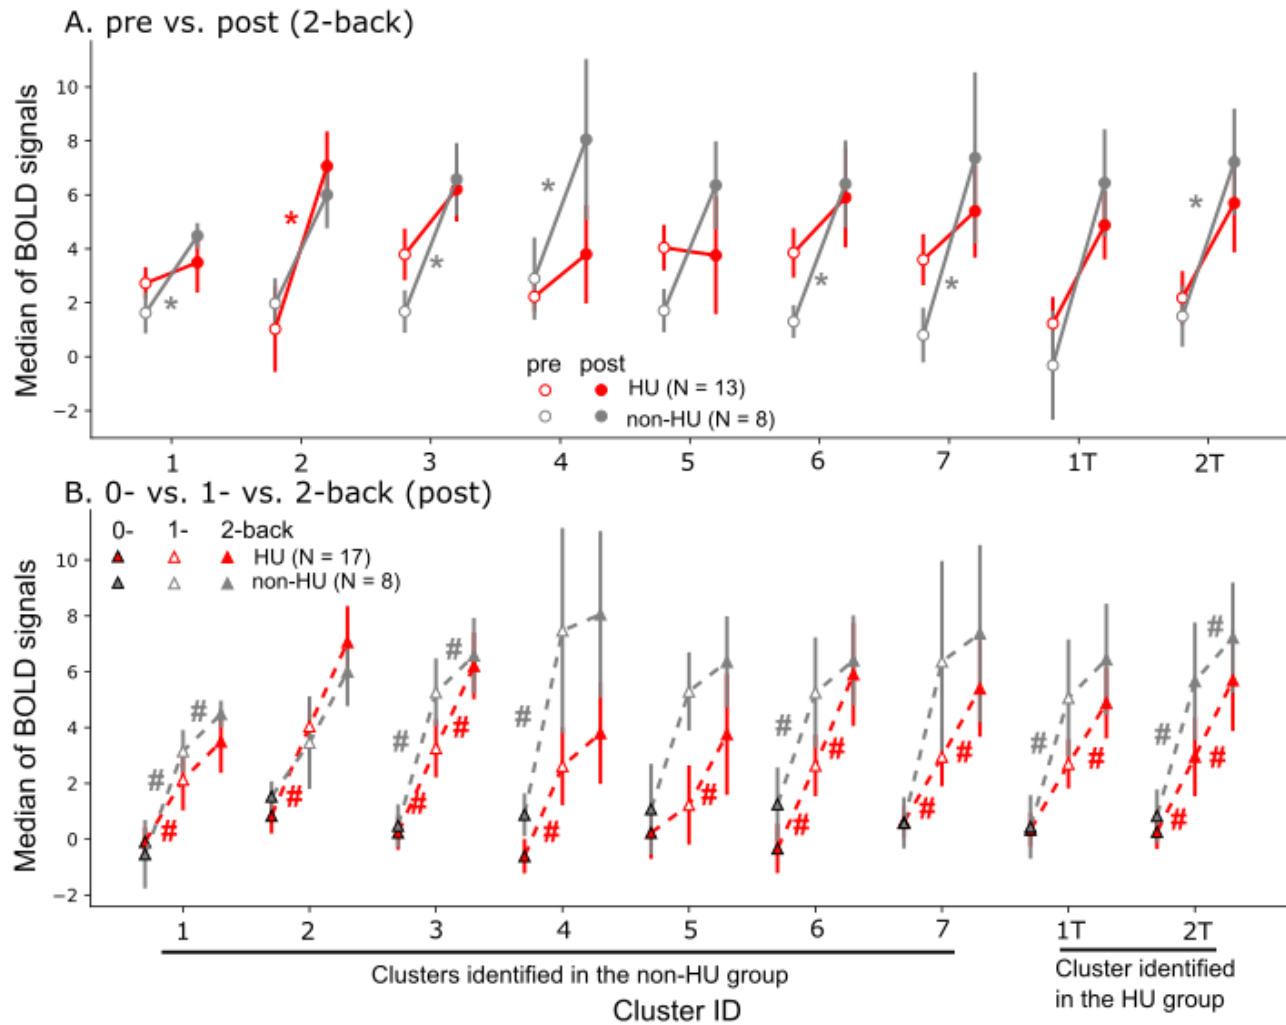 A. pre vs. post (2-back)
Median of BOLD signals
10
8
6
4
2
0
−2
*
*
*
*
*
*
*
pre post
HU (N = 13)
non-HU (N = 8)
1 2 3 4 5 6 7 1T 2T
B. 0- vs. 1- vs. 2-back (post)
0- 1- 2-back
HU (N = 17)
non-HU (N = 8)
Median of BOLD signals
10
8
6
4
2
0
−2
# # #
# # # #
# # # #
# #
#
# # #
# #
# #
# # # #
1 2 3 4 5 6 7 1T 2T
Clusters identified in the non-HU group
Cluster identified
in the HU group
Cluster ID